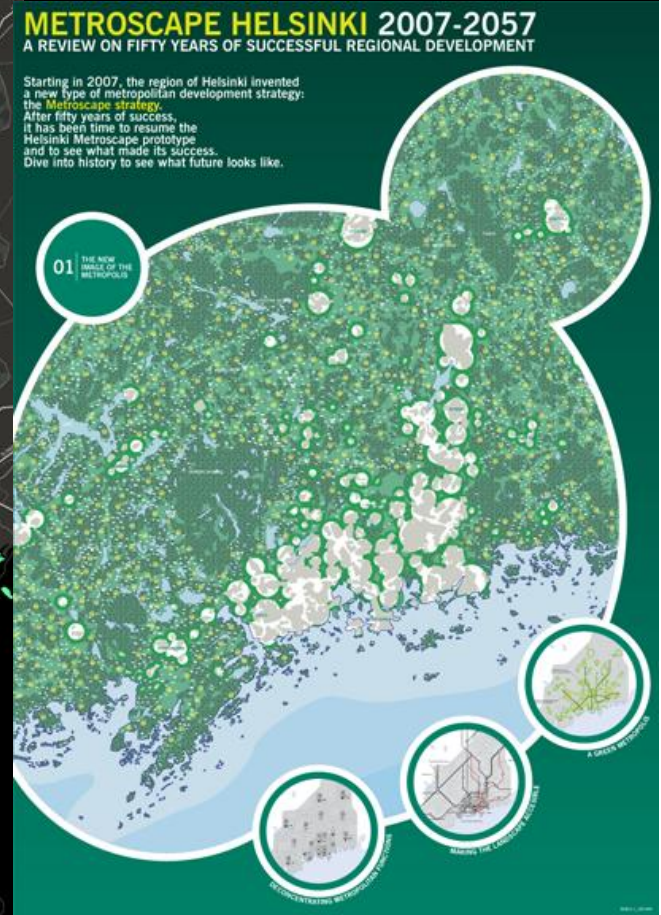 METROSCAPE HELSINKI 2007-2057
A REVIEW ON FIFTY YEARS OF SUCCESSFUL REGIONAL DEVELOPMENT
Starting in 2007, the region of Helsinki invented
a new type of metropolitan development strategy:
the Metroscape strategy.
After fifty years of success,
it has been time to resume the
Helsinki Metroscape prototype
and to see what made its success.
Dive into history to see what future looks like.
01
THE NEW
IMAGE OF THE
METROPOLIS
A GREEN METROPOLIS
MAKING THE LANDSCAPE ACCESIBLE
DECONCENTRATING METROPOLITAN FUNCTIONS